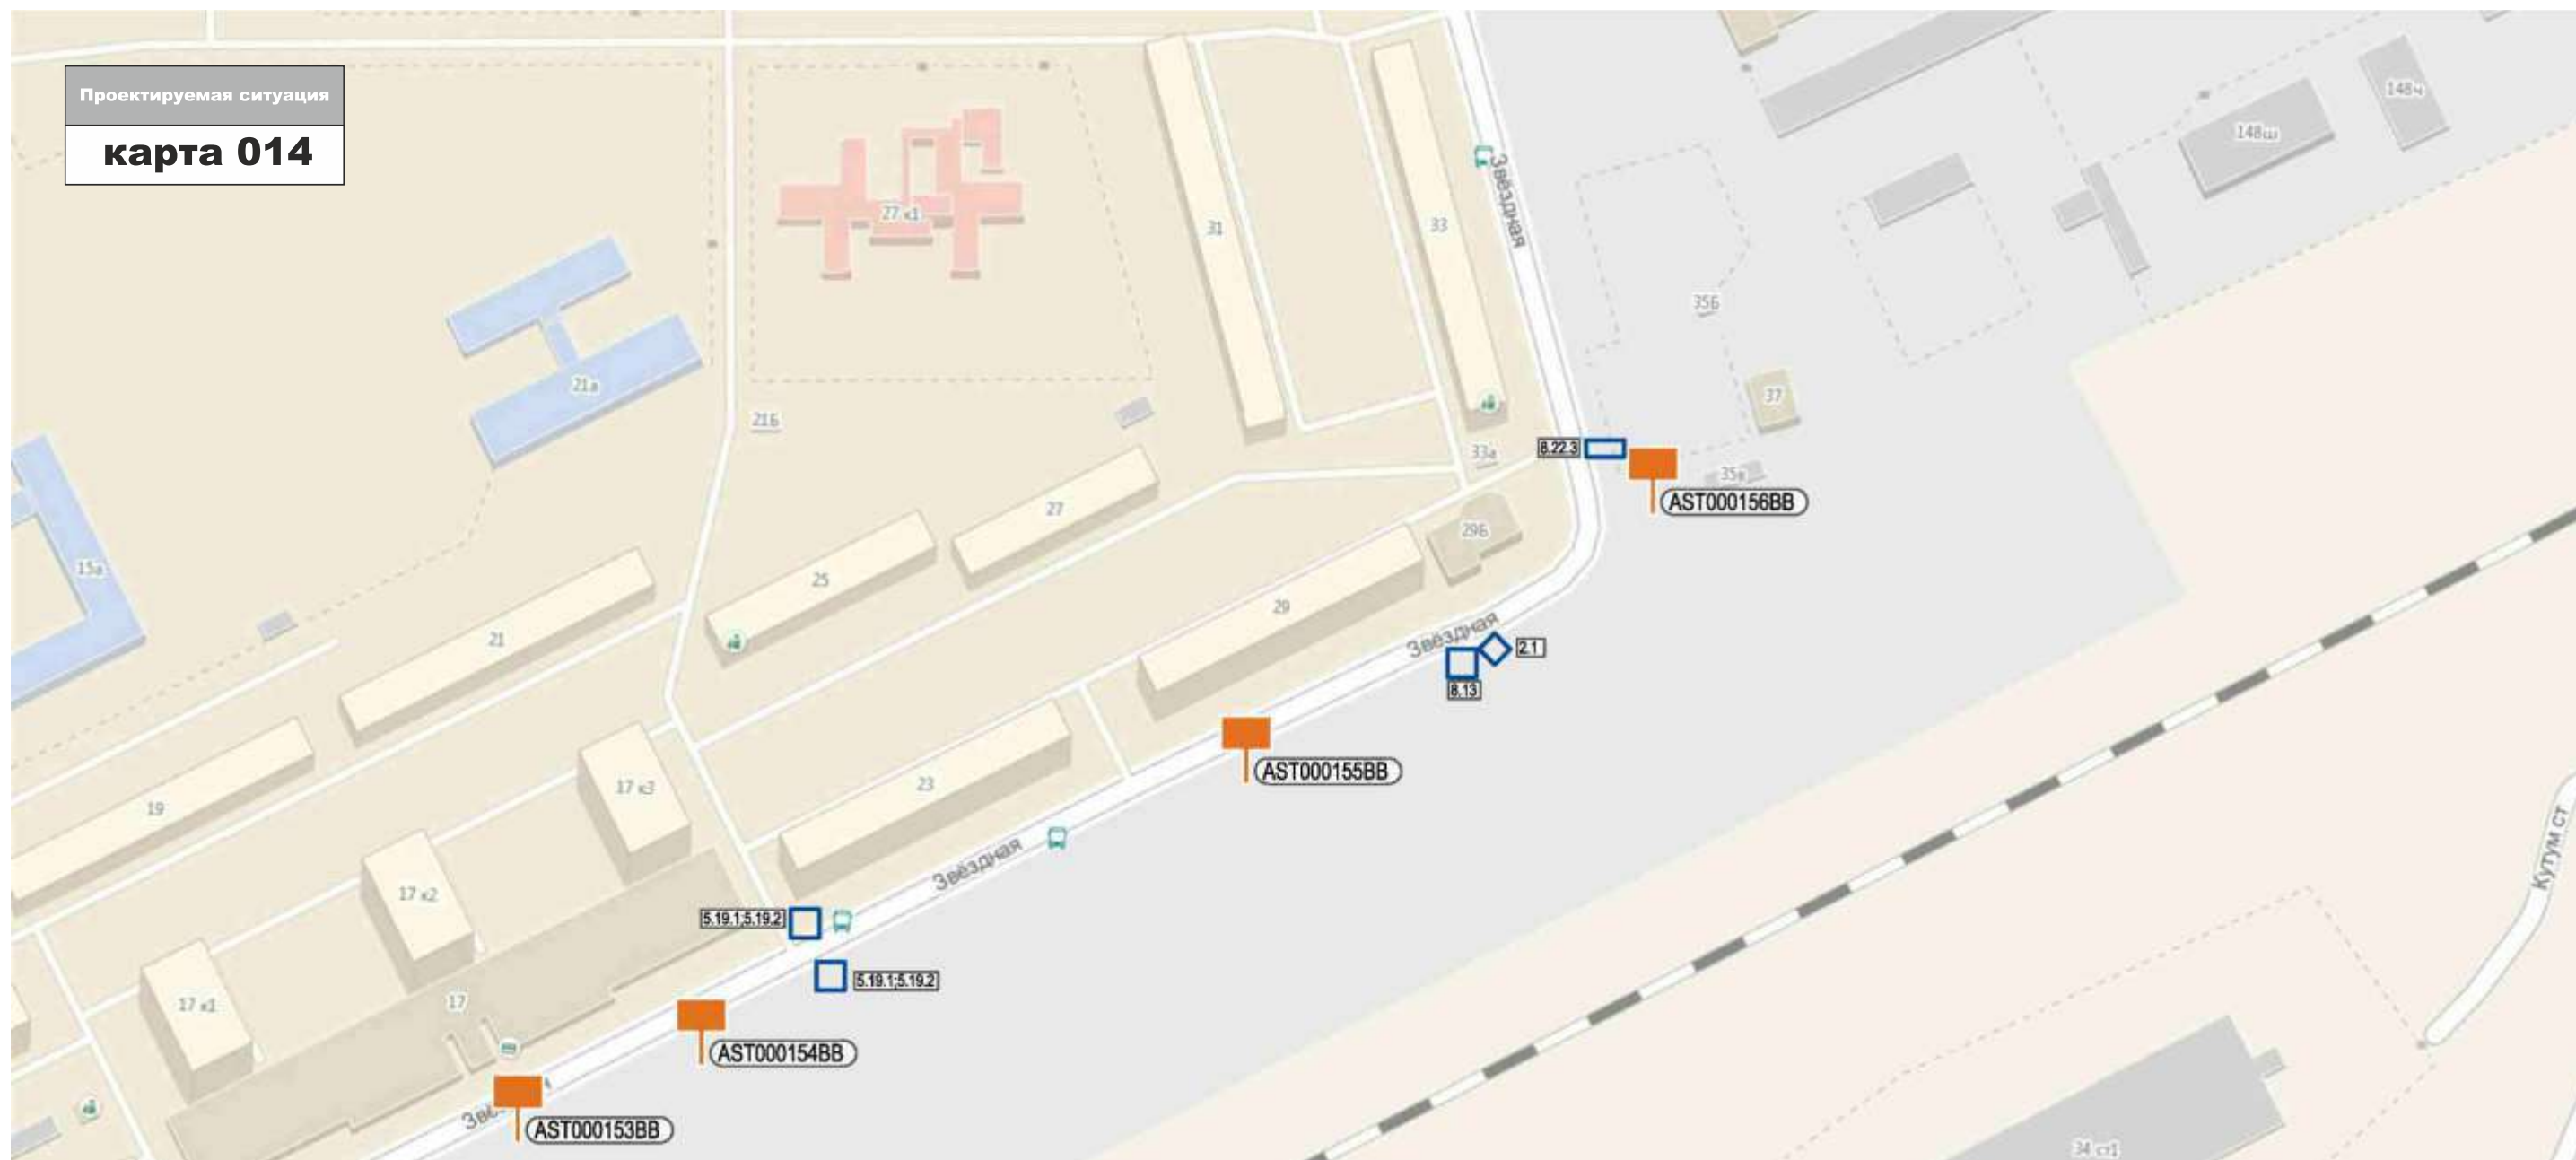 Проектируемая ситуация
карта 014
148ч
148ш
Звёздная
27 к1
31
33
35Б
21а
37
21Б
8.22.3
33а
35в
AST000156BB
27
29Б
15а
25
29
21
Звёздная
2.1
8.13
AST000155BB
23
17 к3
19
Звёздная
Кутум ст
17 к2
5.19.1;5.19.2
5.19.1;5.19.2
17
17 к1
AST000154BB
AST000153BB
34 ст1